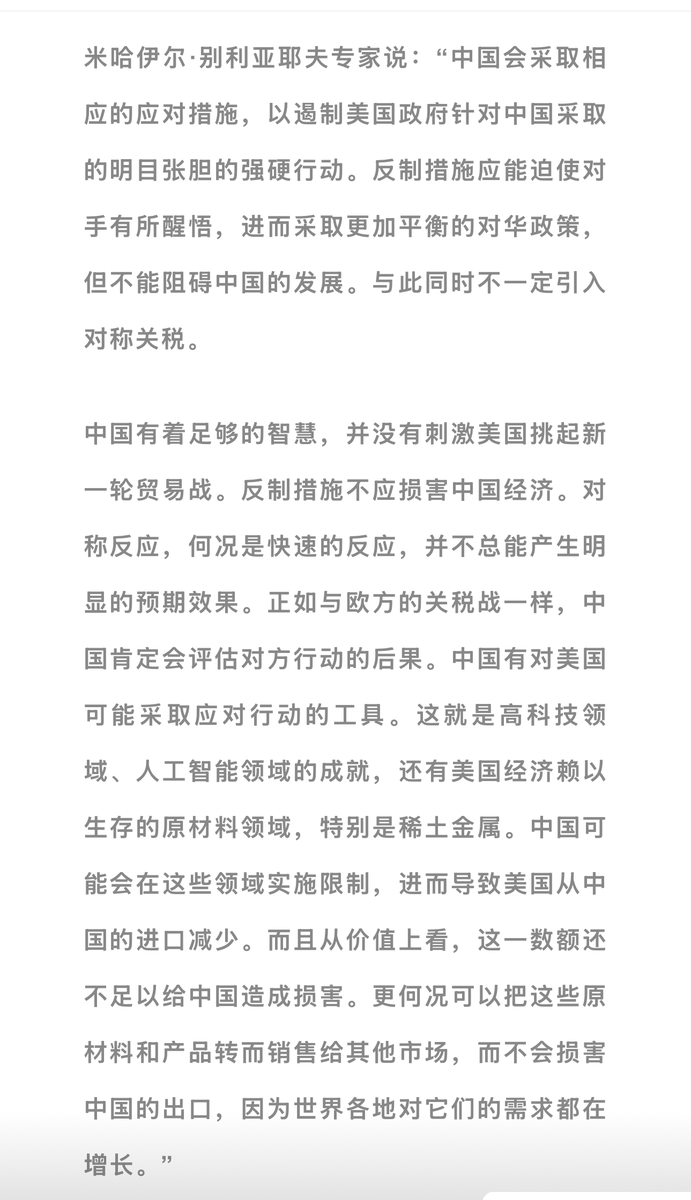 米哈伊尔·别利亚耶夫专家说：“中国会采取相
应的应对措施，以遏制美国政府针对中国采取
的明目张胆的强硬行动。反制措施应能迫使对
手有所醒悟，进而采取更加平衡的对华政策，
但不能阻碍中国的发展。与此同时不一定引入
对称关税。
中国有着足够的智慧，并没有刺激美国挑起新
一轮贸易战。反制措施不应损害中国经济。对
称反应，何况是快速的反应，并不总能产生明
显的预期效果。正如与欧方的关税战一样，中
国肯定会评估对方行动的后果。中国有对美国
可能采取应对行动的工具。这就是高科技领
域、人工智能领域的成就，还有美国经济赖以
生存的原材料领域，特别是稀土金属。中国可
能会在这些领域实施限制，进而导致美国从中
国的进口减少。而且从价值上看，这一数额还
不足以给中国造成损害。更何况可以把这些原
材料和产品转而销售给其他市场，而不会损害
中国的出口，因为世界各地对它们的需求都在
增长。”